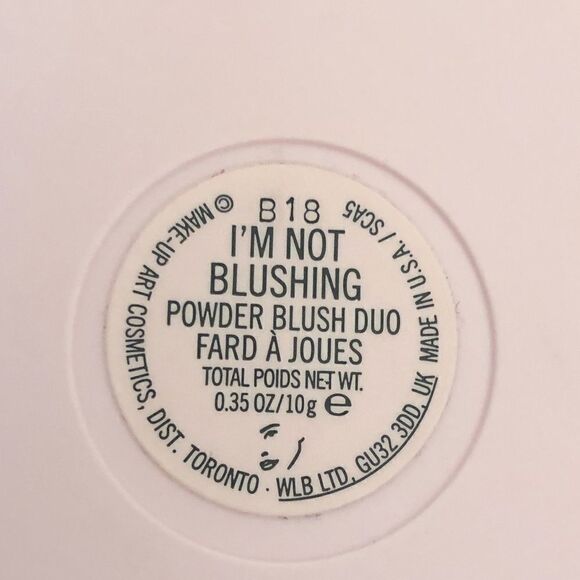 B18
I'M NOT
BLUSHING
POWDER BLUSH DUO
FARD À JOUES
TOTAL POIDS NET WT.
0.35 OZ/10g e
© MAKE-UP ART COSMETICS, DIST. TORONTO · WLB LTD, GU32 3DD, UK MADE IN U.S.A. / SCA5